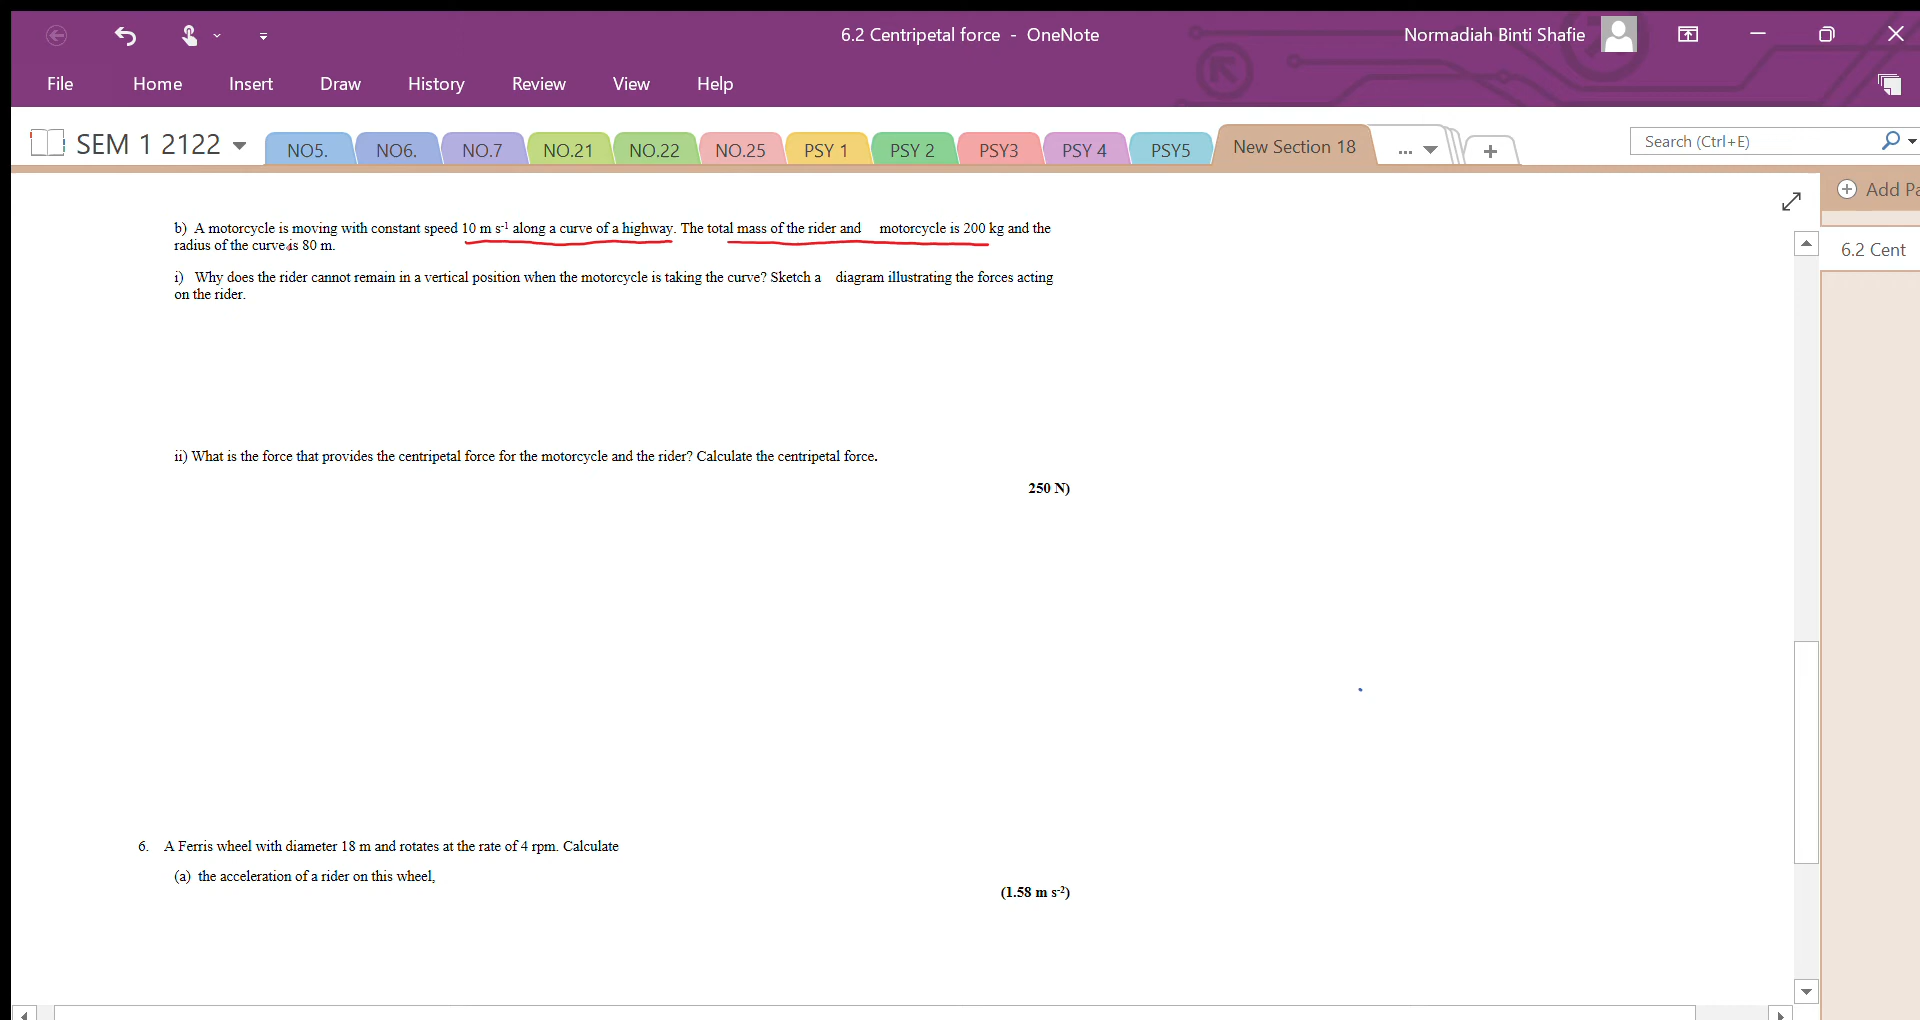 6.2 Centripetal force - OneNote
Normadiah Binti Shafie
File Home Insert Draw History Review View Help
SEM 1 2122 NO5. NO6. NO.7 NO.21 NO.22 NO.25 PSY 1 PSY 2 PSY3 PSY 4 PSY5 New Section 18 ... + Search (Ctrl+E)
Add Pa
6.2 Cent
b) A motorcycle is moving with constant speed 10 m s-1 along a curve of a highway. The total mass of the rider and motorcycle is 200 kg and the
radius of the curve is 80 m.
i) Why does the rider cannot remain in a vertical position when the motorcycle is taking the curve? Sketch a diagram illustrating the forces acting
on the rider.
ii) What is the force that provides the centripetal force for the motorcycle and the rider? Calculate the centripetal force.
250 N)
6. A Ferris wheel with diameter 18 m and rotates at the rate of 4 rpm. Calculate
(a) the acceleration of a rider on this wheel,
(1.58 m s-2)